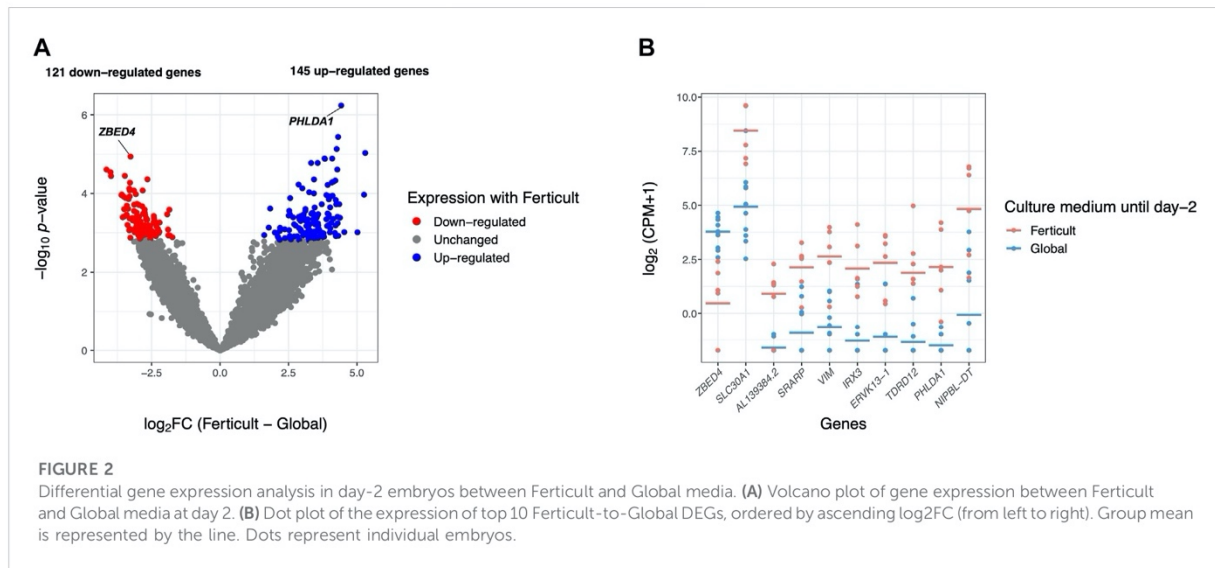 A
121 down-regulated genes
145 up-regulated genes
ZBED4
PHLDA1
6
4
2
0
-2.5
0.0
2.5
5.0
−log10 p-value
log2FC (Ferticult − Global)
Expression with Ferticult
Down-regulated
Unchanged
Up-regulated
B
10.0
7.5
5.0
2.5
0.0
log2 (CPM+1)
ZBED4
SLC30A1
AL139384.2
SRARP
VIM
IRX3
ERVK13-1
TDRD12
PHLDA1
NIPBL-DT
Genes
Culture medium until day-2
Ferticult
Global
FIGURE 2
Differential gene expression analysis in day-2 embryos between Ferticult and Global media. (A) Volcano plot of gene expression between Ferticult
and Global media at day 2. (B) Dot plot of the expression of top 10 Ferticult-to-Global DEGs, ordered by ascending log2FC (from left to right). Group mean
is represented by the line. Dots represent individual embryos.